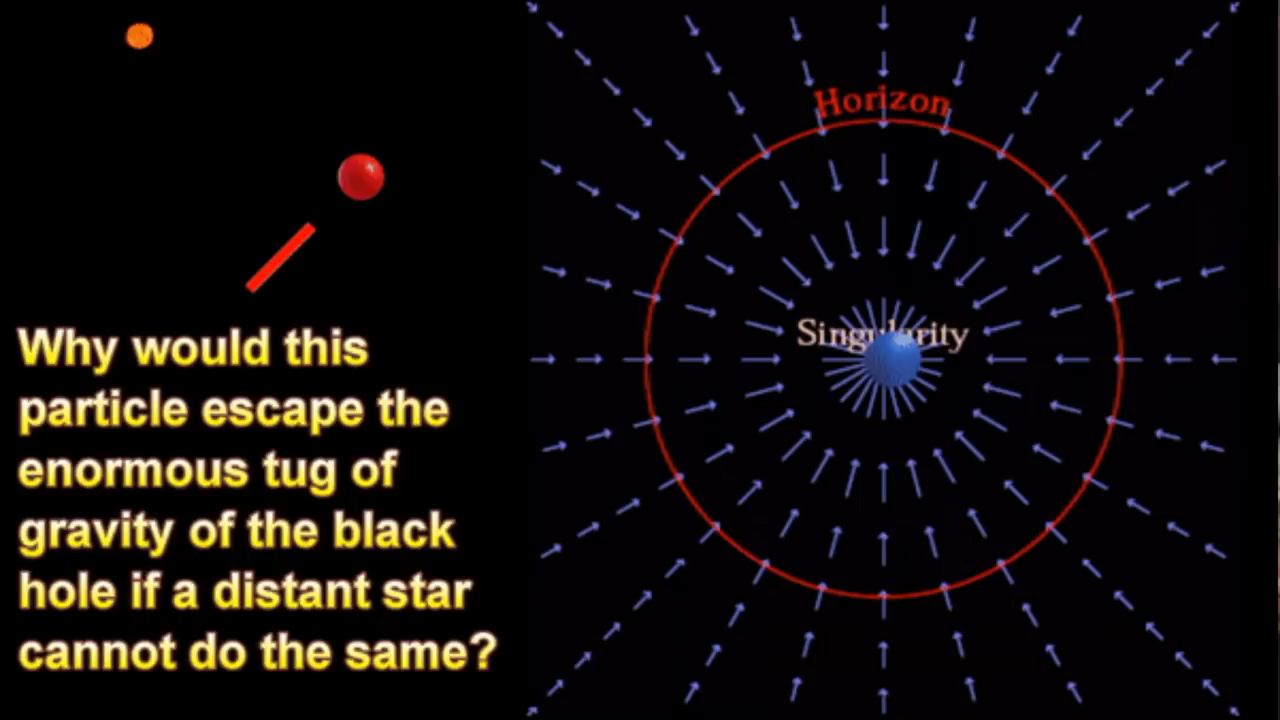 Horizon
Singularity
Why would this
particle escape the
enormous tug of
gravity of the black
hole if a distant star
cannot do the same?